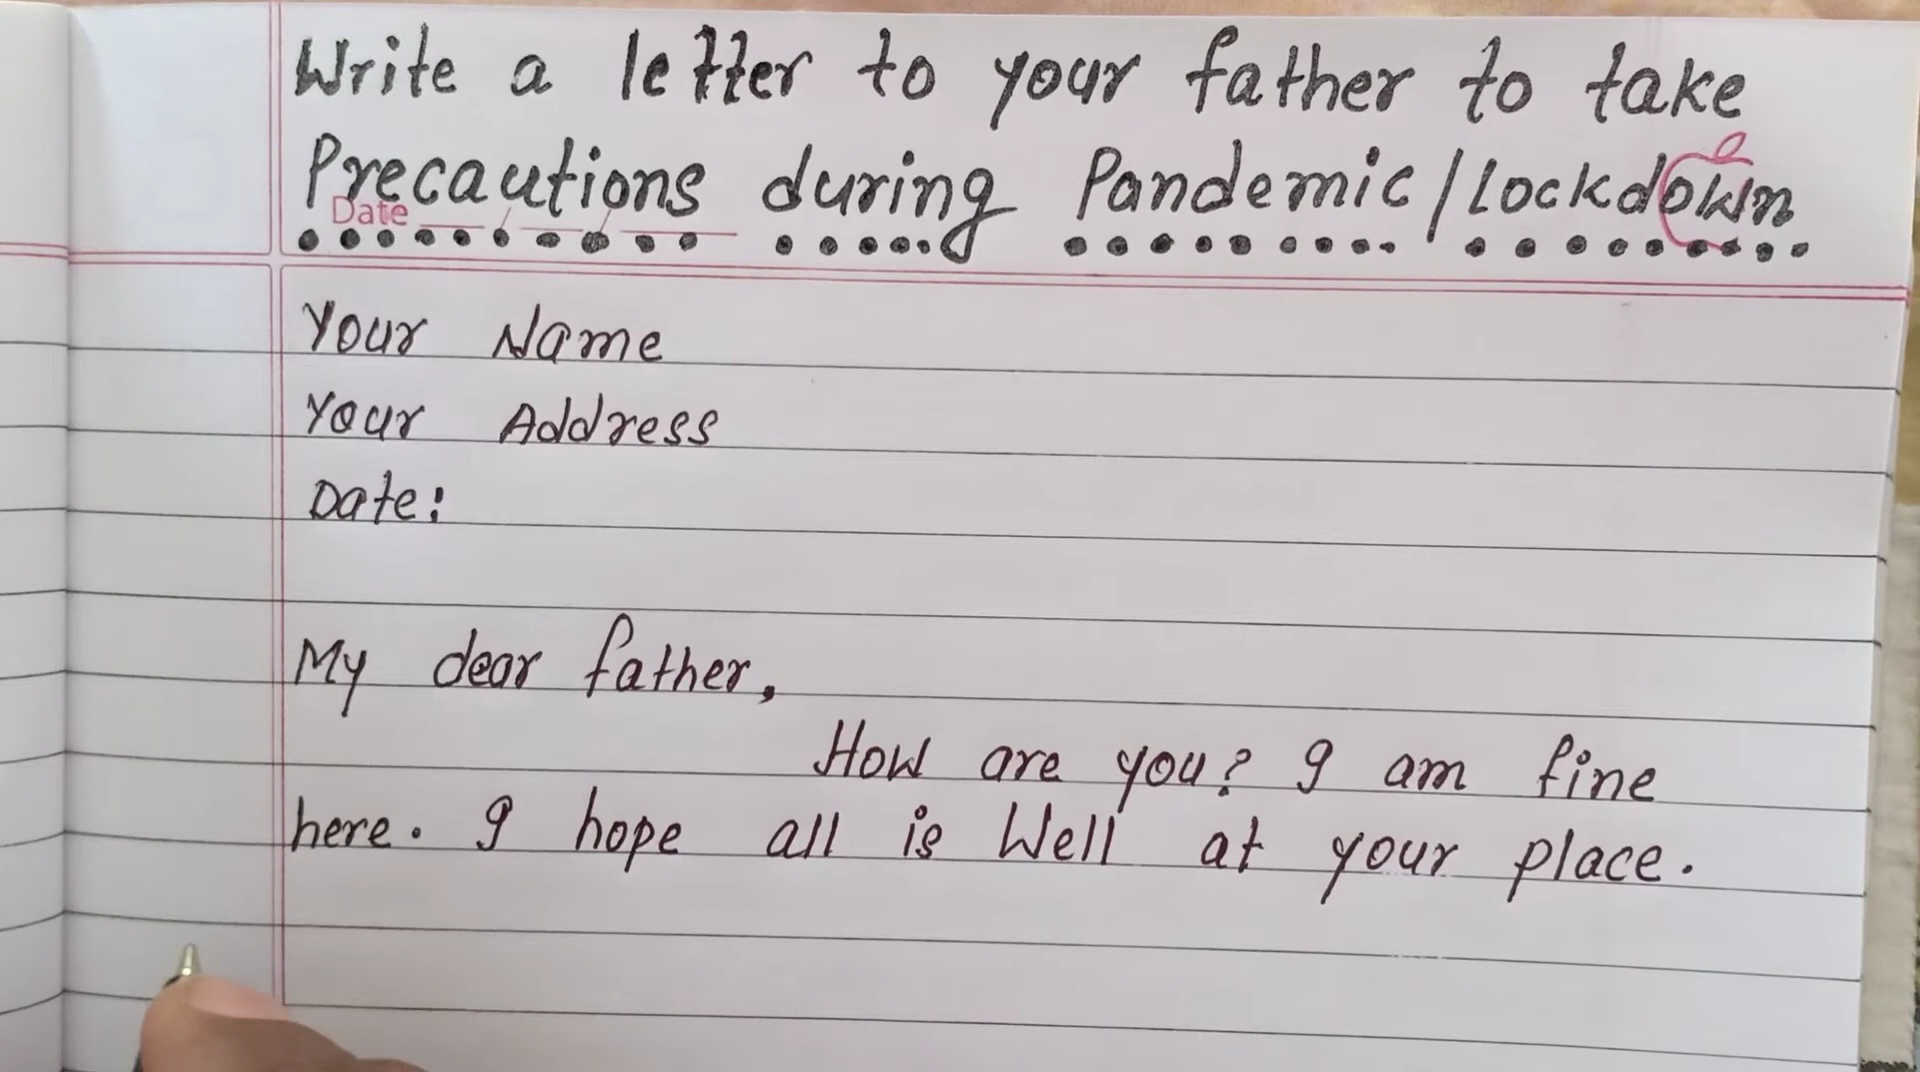 Write a letter to your father to take
Precautions during Pandemic/Lockdown
Date
Your Name
Your Address
Date:
My dear father,
How are you? I am fine
here. I hope all is Well at your place.